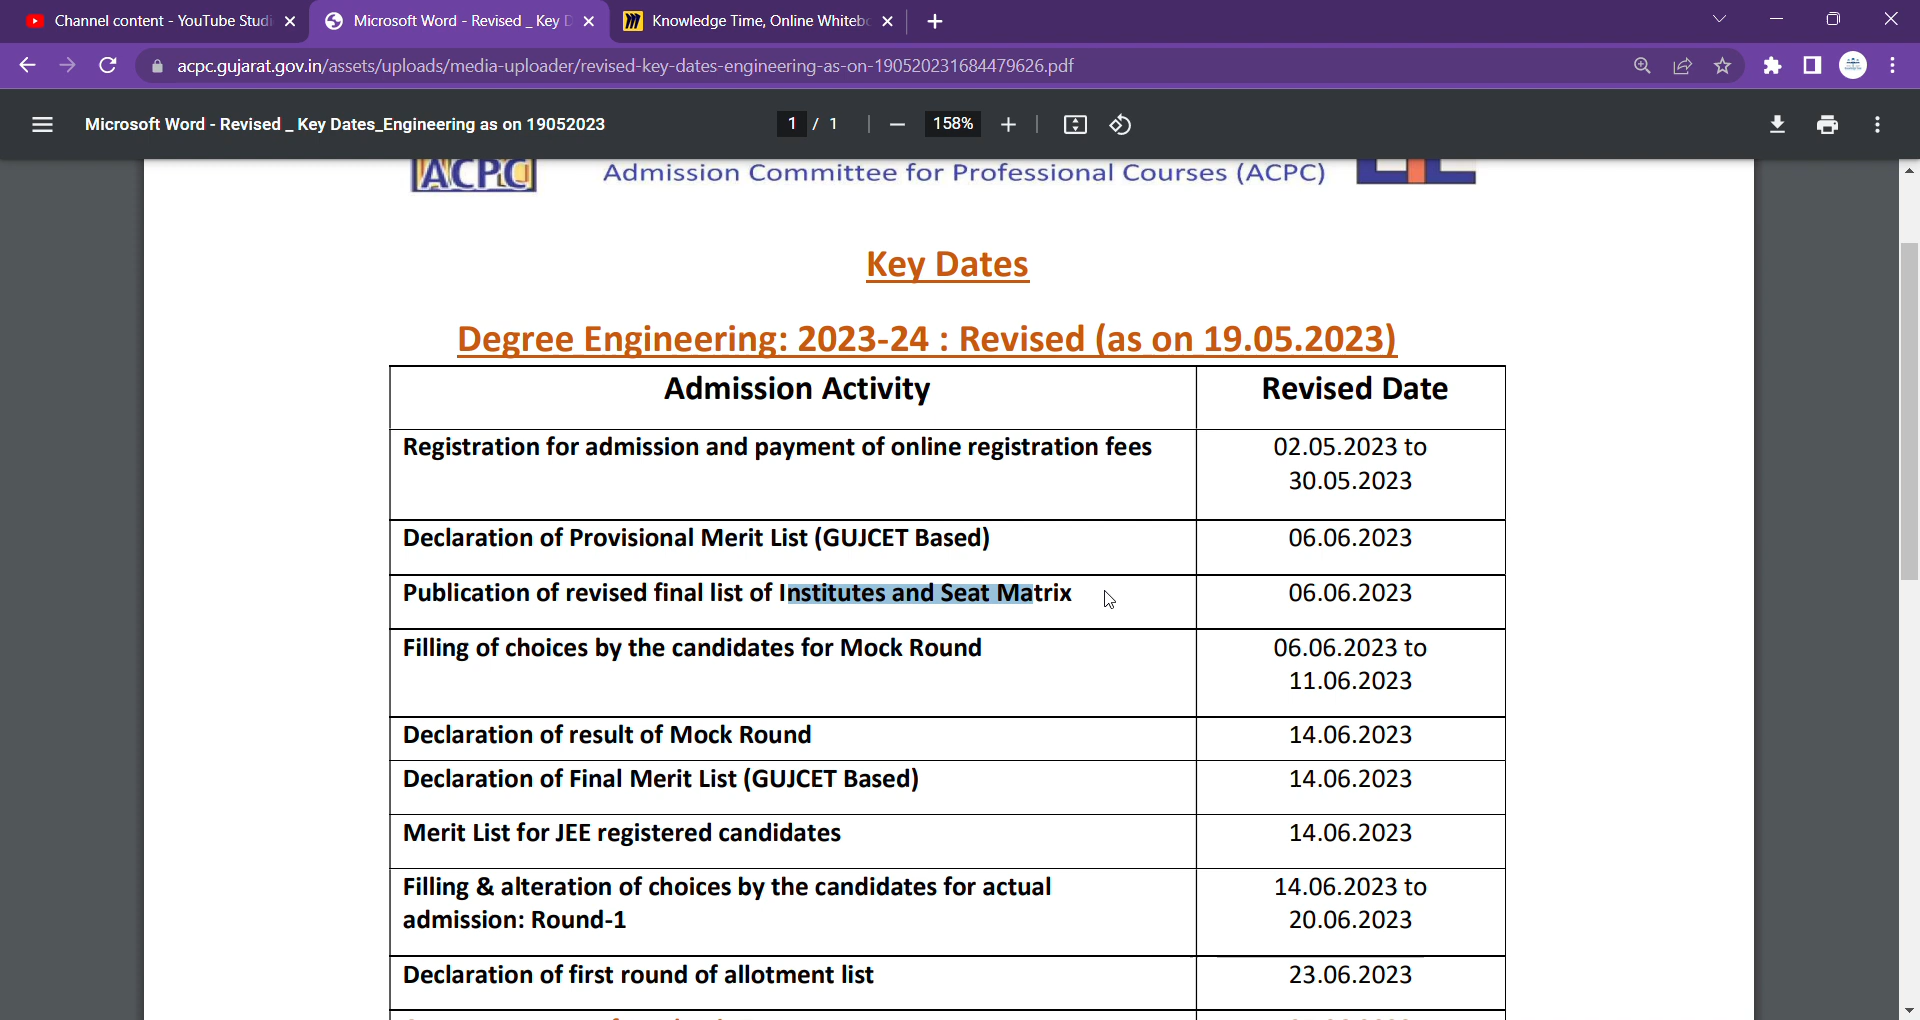 Channel content - YouTube Studi
Microsoft Word - Revised _ Key D
Knowledge Time, Online Whitebo
acpc.gujarat.gov.in/assets/uploads/media-uploader/revised-key-dates-engineering-as-on-190520231684479626.pdf
Microsoft Word - Revised _ Key Dates_Engineering as on 19052023
1 / 1
158%
ACPC
Admission Committee for Professional Courses (ACPC)
Key Dates
Degree Engineering: 2023-24 : Revised (as on 19.05.2023)
Admission Activity Revised Date
Registration for admission and payment of online registration fees 02.05.2023 to
30.05.2023
Declaration of Provisional Merit List (GUJCET Based) 06.06.2023
Publication of revised final list of Institutes and Seat Matrix 06.06.2023
Filling of choices by the candidates for Mock Round 06.06.2023 to
11.06.2023
Declaration of result of Mock Round 14.06.2023
Declaration of Final Merit List (GUJCET Based) 14.06.2023
Merit List for JEE registered candidates 14.06.2023
Filling & alteration of choices by the candidates for actual 14.06.2023 to
admission: Round-1 20.06.2023
Declaration of first round of allotment list 23.06.2023